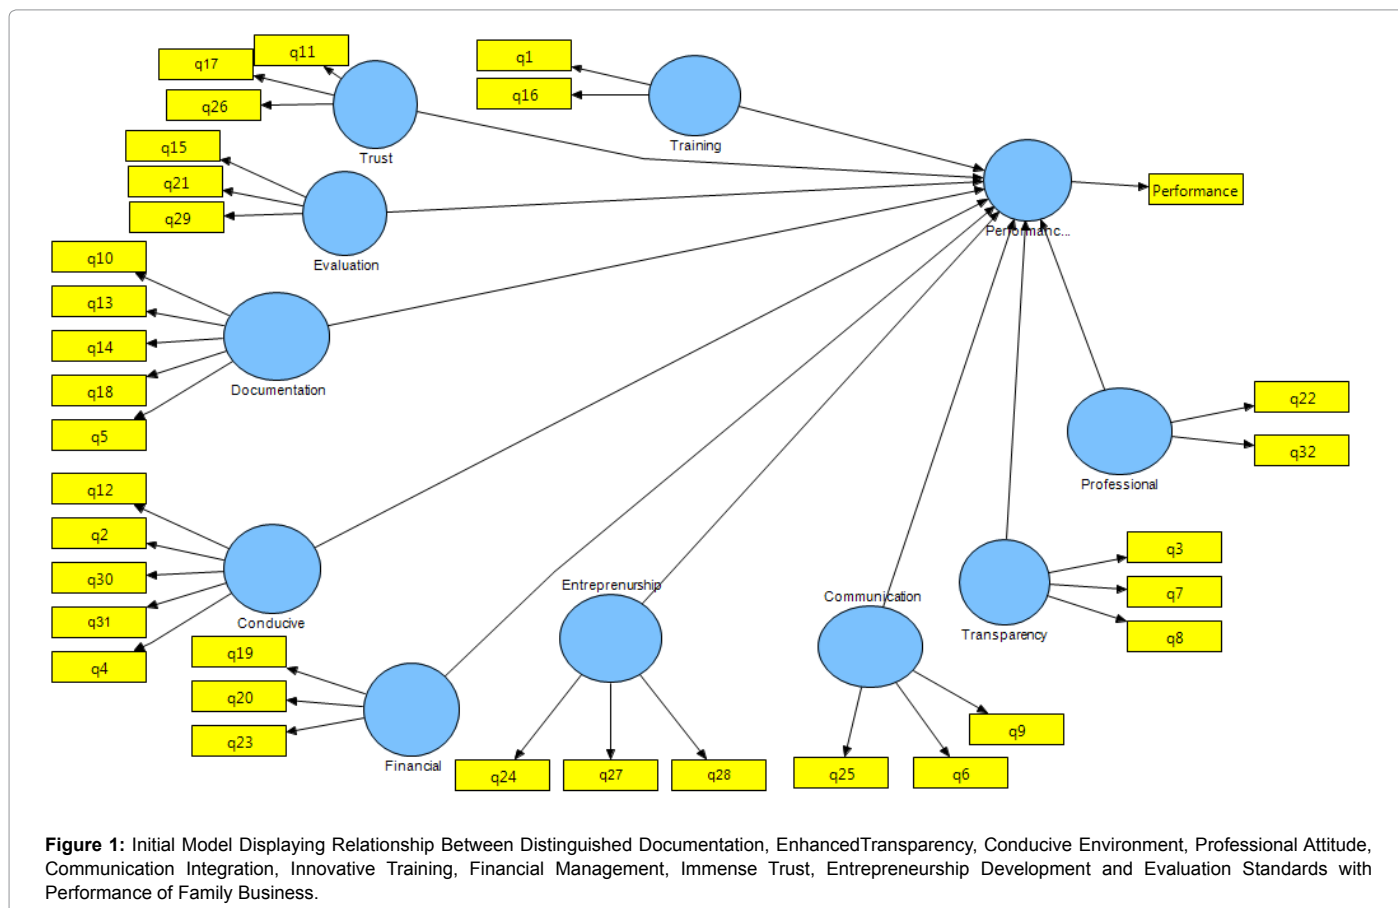 q11
q17
q26
Trust
q1
q16
Training
Performanc...
Performance
q15
q21
q29
Evaluation
q10
q13
q14
q18
q5
Documentation
q22
q32
Professional
q12
q2
q30
q31
q4
Conducive
q3
q7
q8
Transparency
q19
q20
q23
Financial
Entreprenurship
q24
q27
q28
Communication
q25
q6
q9
Figure 1: Initial Model Displaying Relationship Between Distinguished Documentation, EnhancedTransparency, Conducive Environment, Professional Attitude,
Communication Integration, Innovative Training, Financial Management, Immense Trust, Entrepreneurship Development and Evaluation Standards with
Performance of Family Business.